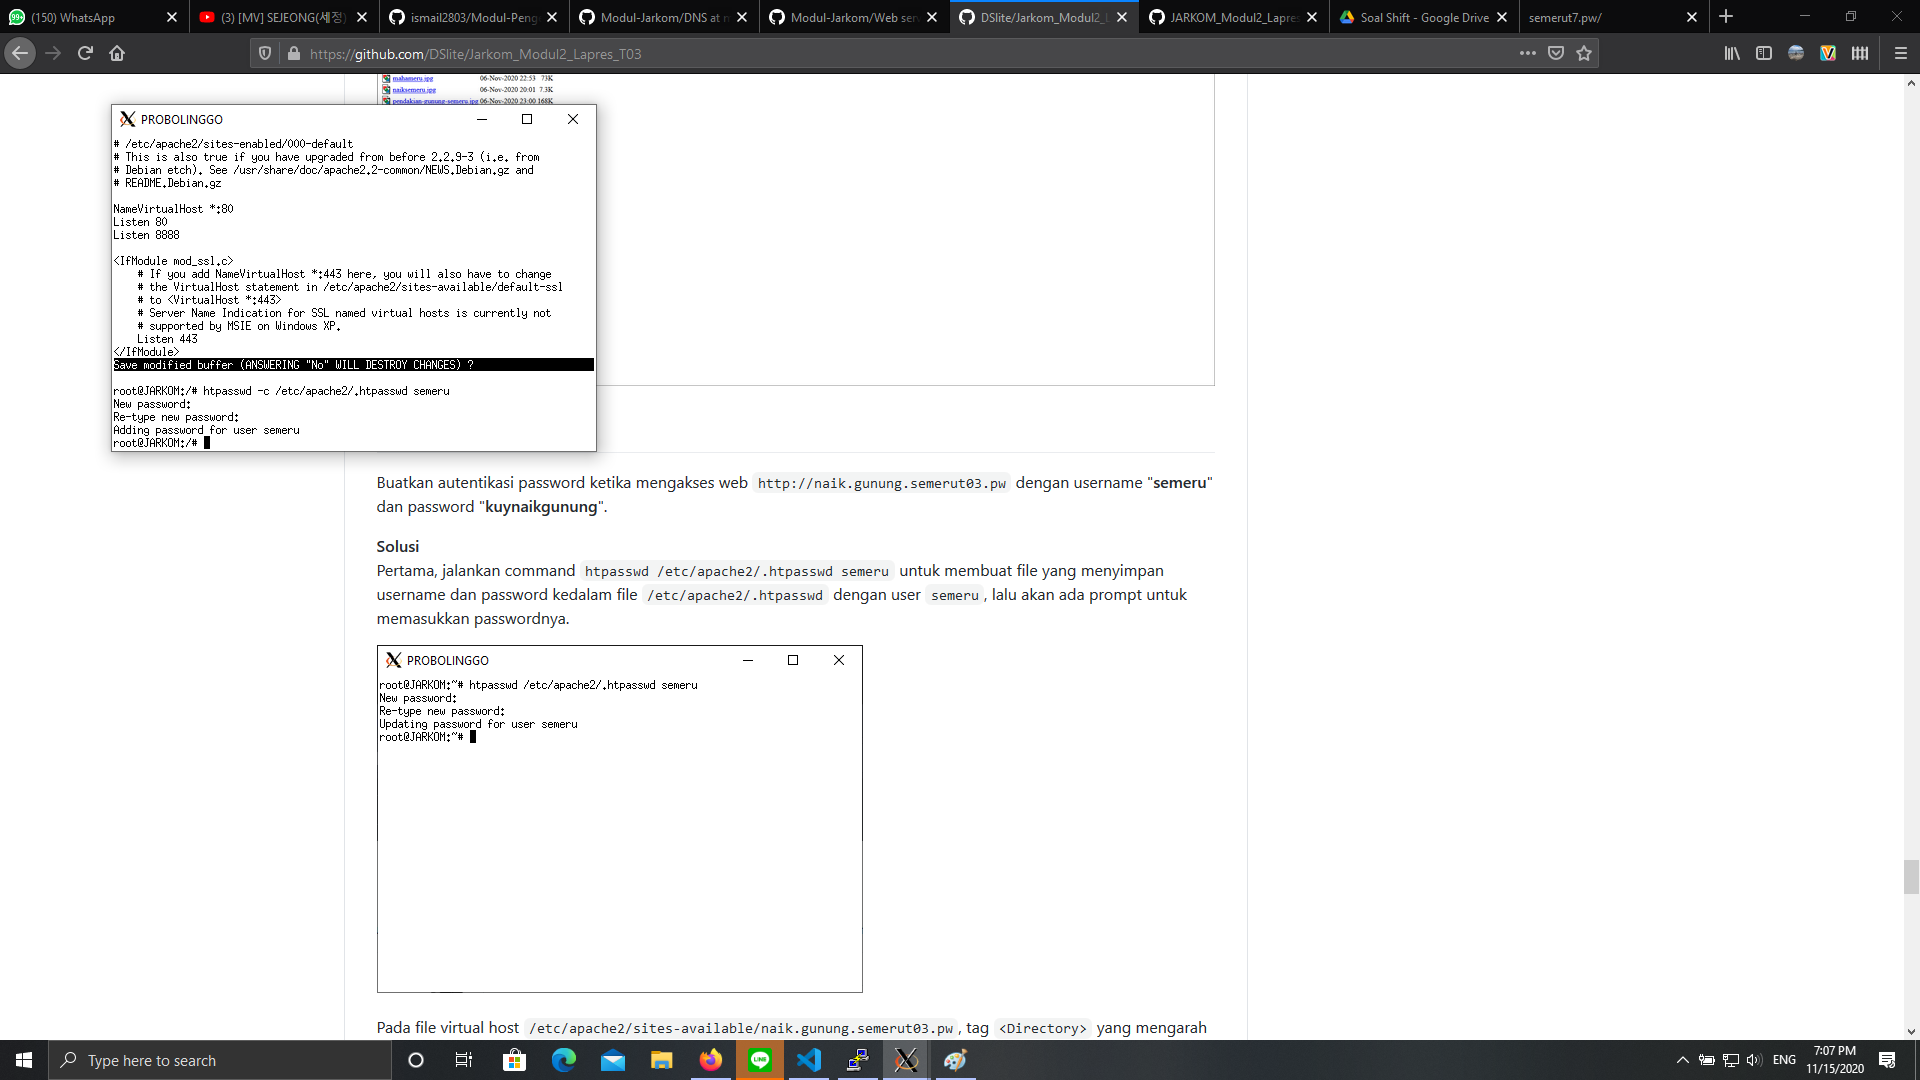 (150) WhatsApp
(3) [MV] SEJEONG(세정)
ismail2803/Modul-Peng
Modul-Jarkom/DNS at m
Modul-Jarkom/Web serv
DSlite/Jarkom_Modul2_L
JARKOM_Modul2_Lapres
Soal Shift - Google Drive
semerut7.pw/
https://github.com/DSlite/Jarkom_Modul2_Lapres_T03
mahameru.jpg 06-Nov-2020 22:53 73K
naiksemeru.jpg 06-Nov-2020 20:01 7.3K
pendakian-gunung-semeru.jpg 06-Nov-2020 23:00 168K
PROBOLINGGO
# /etc/apache2/sites-enabled/000-default
# This is also true if you have upgraded from before 2.2.9-3 (i.e. from
# Debian etch). See /usr/share/doc/apache2.2-common/NEWS.Debian.gz and
# README.Debian.gz
NameVirtualHost *:80
Listen 80
Listen 8888
<IfModule mod_ssl.c>
# If you add NameVirtualHost *:443 here, you will also have to change
# the VirtualHost statement in /etc/apache2/sites-available/default-ssl
# to <VirtualHost *:443>
# Server Name Indication for SSL named virtual hosts is currently not
# supported by MSIE on Windows XP.
Listen 443
</IfModule>
Save modified buffer (ANSWERING "No" WILL DESTROY CHANGES) ?
root@JARKOM:/# htpasswd -c /etc/apache2/.htpasswd semeru
New password:
Re-type new password:
Adding password for user semeru
root@JARKOM:/#
Buatkan autentikasi password ketika mengakses web http://naik.gunung.semerut03.pw dengan username "semeru"
dan password "kuynaikgunung".
Solusi
Pertama, jalankan command htpasswd /etc/apache2/.htpasswd semeru untuk membuat file yang menyimpan
username dan password kedalam file /etc/apache2/.htpasswd dengan user semeru, lalu akan ada prompt untuk
memasukkan passwordnya.
PROBOLINGGO
root@JARKOM:~# htpasswd /etc/apache2/.htpasswd semeru
New password:
Re-type new password:
Updating password for user semeru
root@JARKOM:~#
Pada file virtual host /etc/apache2/sites-available/naik.gunung.semerut03.pw, tag <Directory> yang mengarah
Type here to search
ENG
7:07 PM
11/15/2020